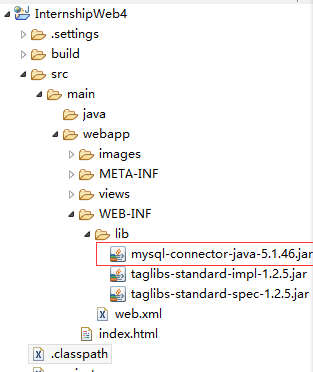 InternshipWeb4
.settings
build
src
main
java
webapp
images
META-INF
views
WEB-INF
lib
mysql-connector-java-5.1.46.jar
taglibs-standard-impl-1.2.5.jar
taglibs-standard-spec-1.2.5.jar
web.xml
index.html
.classpath